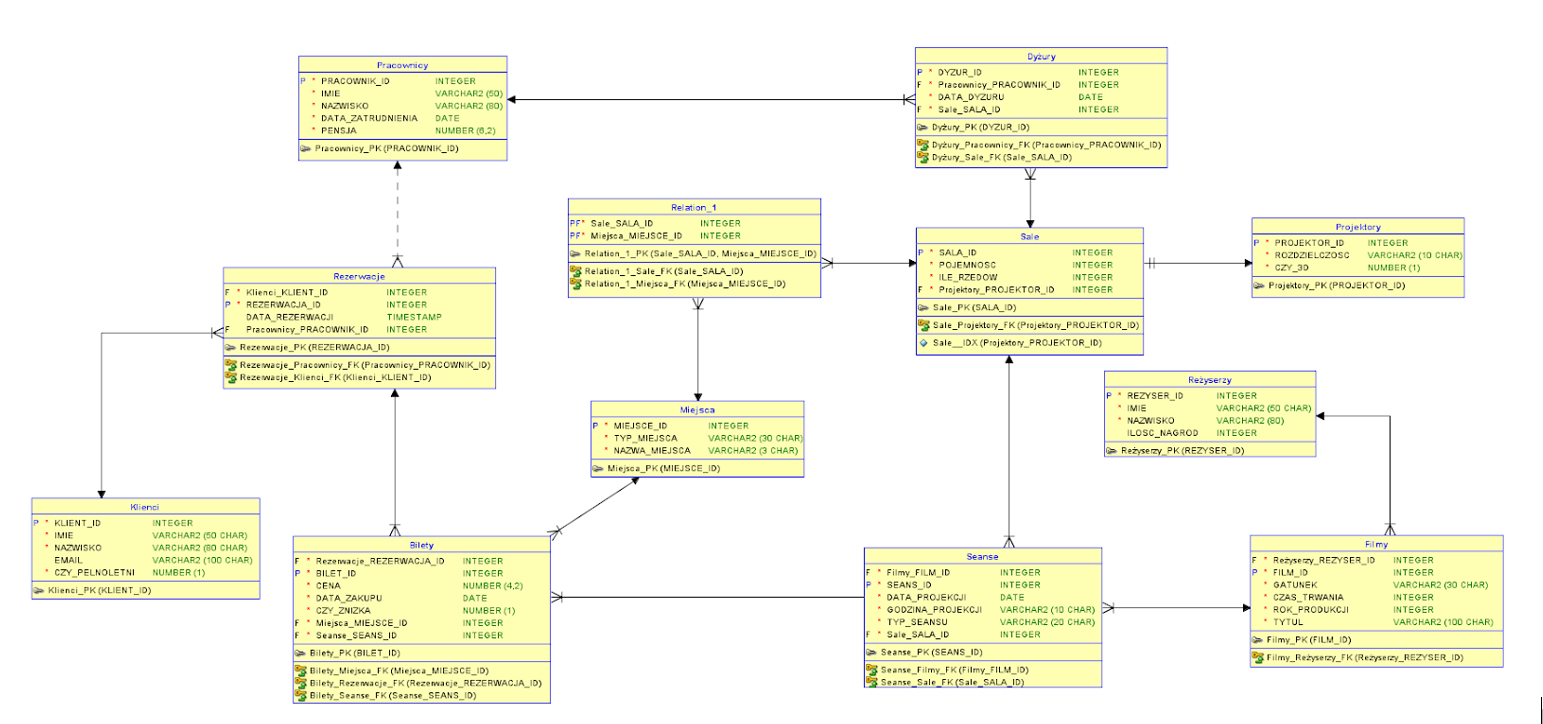 Pracownicy
P * PRACOWNIK_ID INTEGER
* IMIE VARCHAR2 (50)
* NAZWISKO VARCHAR2 (80)
* DATA_ZATRUDNIENIA DATE
* PENSJA NUMBER (6,2)
Pracownicy_PK (PRACOWNIK_ID)
Dyżury
P * DYZUR_ID INTEGER
F * Pracownicy_PRACOWNIK_ID INTEGER
* DATA_DYZURU DATE
F * Sale_SALA_ID INTEGER
Dyżury_PK (DYZUR_ID)
Dyżury_Pracownicy_FK (Pracownicy_PRACOWNIK_ID)
Dyżury_Sale_FK (Sale_SALA_ID)
Relation_1
PF* Sale_SALA_ID INTEGER
PF* Miejsca_MIEJSCE_ID INTEGER
Relation_1_PK (Sale_SALA_ID, Miejsca_MIEJSCE_ID)
Relation_1_Sale_FK (Sale_SALA_ID)
Relation_1_Miejsca_FK (Miejsca_MIEJSCE_ID)
Sale
P * SALA_ID INTEGER
* POJEMNOSC INTEGER
* ILE_RZEDOW INTEGER
F * Projektory_PROJEKTOR_ID INTEGER
Sale_PK (SALA_ID)
Sale_Projektory_FK (Projektory_PROJEKTOR_ID)
Sale__IDX (Projektory_PROJEKTOR_ID)
Projektory
P * PROJEKTOR_ID INTEGER
* ROZDZIELCZOSC VARCHAR2 (10 CHAR)
* CZY_3D NUMBER (1)
Projektory_PK (PROJEKTOR_ID)
Rezerwacje
F * Klienci_KLIENT_ID INTEGER
P * REZERWACJA_ID INTEGER
DATA_REZERWACJI TIMESTAMP
F Pracownicy_PRACOWNIK_ID INTEGER
Rezerwacje_PK (REZERWACJA_ID)
Rezerwacje_Pracownicy_FK (Pracownicy_PRACOWNIK_ID)
Rezerwacje_Klienci_FK (Klienci_KLIENT_ID)
Reżyserzy
P * REZYSER_ID INTEGER
* IMIE VARCHAR2 (50 CHAR)
* NAZWISKO VARCHAR2 (80)
ILOSC_NAGROD INTEGER
Reżyserzy_PK (REZYSER_ID)
Miejsca
P * MIEJSCE_ID INTEGER
* TYP_MIEJSCA VARCHAR2 (30 CHAR)
* NAZWA_MIEJSCA VARCHAR2 (3 CHAR)
Miejsca_PK (MIEJSCE_ID)
Klienci
P * KLIENT_ID INTEGER
* IMIE VARCHAR2 (50 CHAR)
* NAZWISKO VARCHAR2 (80 CHAR)
EMAIL VARCHAR2 (100 CHAR)
* CZY_PELNOLETNI NUMBER (1)
Klienci_PK (KLIENT_ID)
Bilety
F * Rezerwacje_REZERWACJA_ID INTEGER
P * BILET_ID INTEGER
* CENA NUMBER (4,2)
* DATA_ZAKUPU DATE
* CZY_ZNIZKA NUMBER (1)
F * Miejsca_MIEJSCE_ID INTEGER
F * Seanse_SEANS_ID INTEGER
Bilety_PK (BILET_ID)
Bilety_Miejsca_FK (Miejsca_MIEJSCE_ID)
Bilety_Rezerwacje_FK (Rezerwacje_REZERWACJA_ID)
Bilety_Seanse_FK (Seanse_SEANS_ID)
Seanse
F * Filmy_FILM_ID INTEGER
P * SEANS_ID INTEGER
* DATA_PROJEKCJI DATE
* GODZINA_PROJEKCJI VARCHAR2 (10 CHAR)
* TYP_SEANSU VARCHAR2 (20 CHAR)
F * Sale_SALA_ID INTEGER
Seanse_PK (SEANS_ID)
Seanse_Filmy_FK (Filmy_FILM_ID)
Seanse_Sale_FK (Sale_SALA_ID)
Filmy
F * Reżyserzy_REZYSER_ID INTEGER
P * FILM_ID INTEGER
* GATUNEK VARCHAR2 (30 CHAR)
* CZAS_TRWANIA INTEGER
* ROK_PRODUKCJI INTEGER
* TYTUL VARCHAR2 (100 CHAR)
Filmy_PK (FILM_ID)
Filmy_Reżyserzy_FK (Reżyserzy_REZYSER_ID)